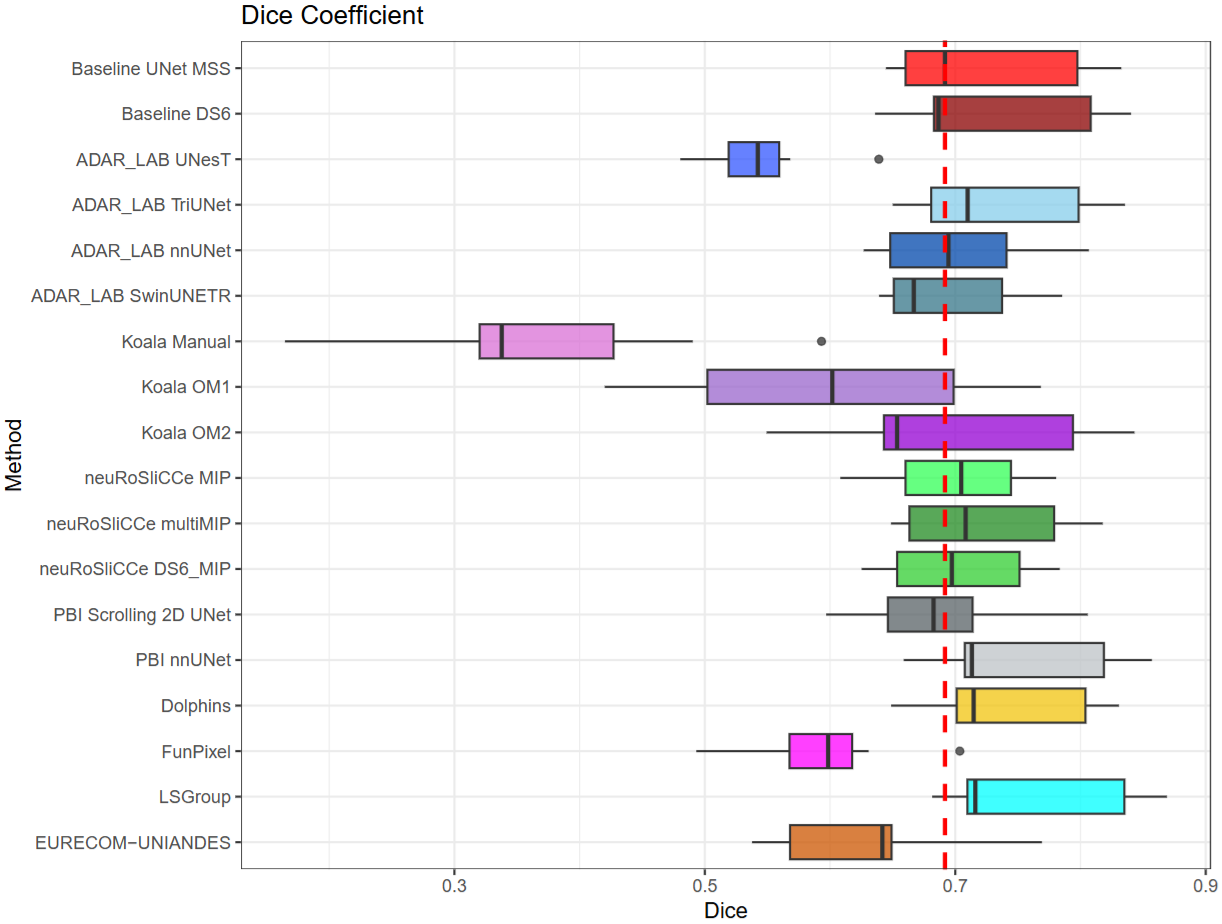 Dice Coefficient
Baseline UNet MSS
Baseline DS6
ADAR_LAB UNesT
ADAR_LAB TriUNet
ADAR_LAB nnUNet
ADAR_LAB SwinUNETR
Koala Manual
Koala OM1
Koala OM2
neuRoSliCCe MIP
neuRoSliCCe multiMIP
neuRoSliCCe DS6_MIP
PBI Scrolling 2D UNet
PBI nnUNet
Dolphins
FunPixel
LSGroup
EURECOM−UNIANDES
Method
0.3 0.5 0.7 0.9
Dice